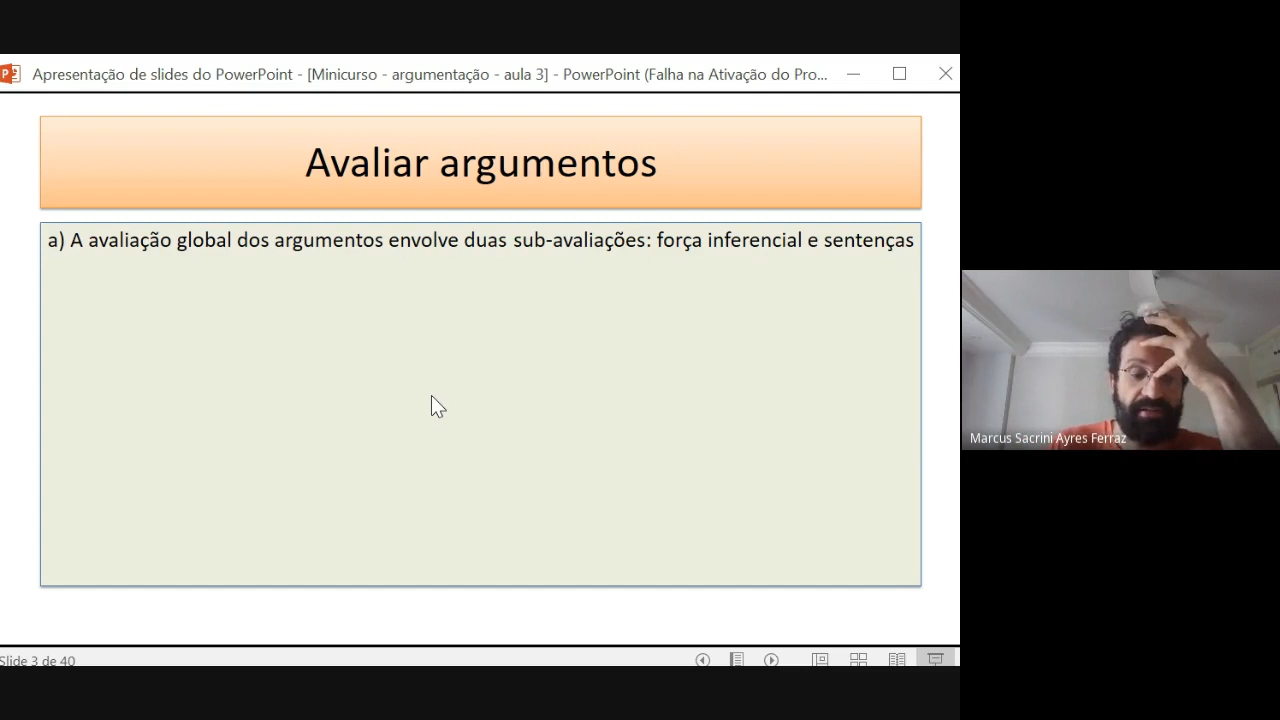 Apresentação de slides do PowerPoint - [Minicurso - argumentação - aula 3] - PowerPoint (Falha na Ativação do Pro...
Avaliar argumentos
a) A avaliação global dos argumentos envolve duas sub-avaliações: força inferencial e sentenças
Marcus Sacrini Ayres Ferraz
Slide 3 de 40